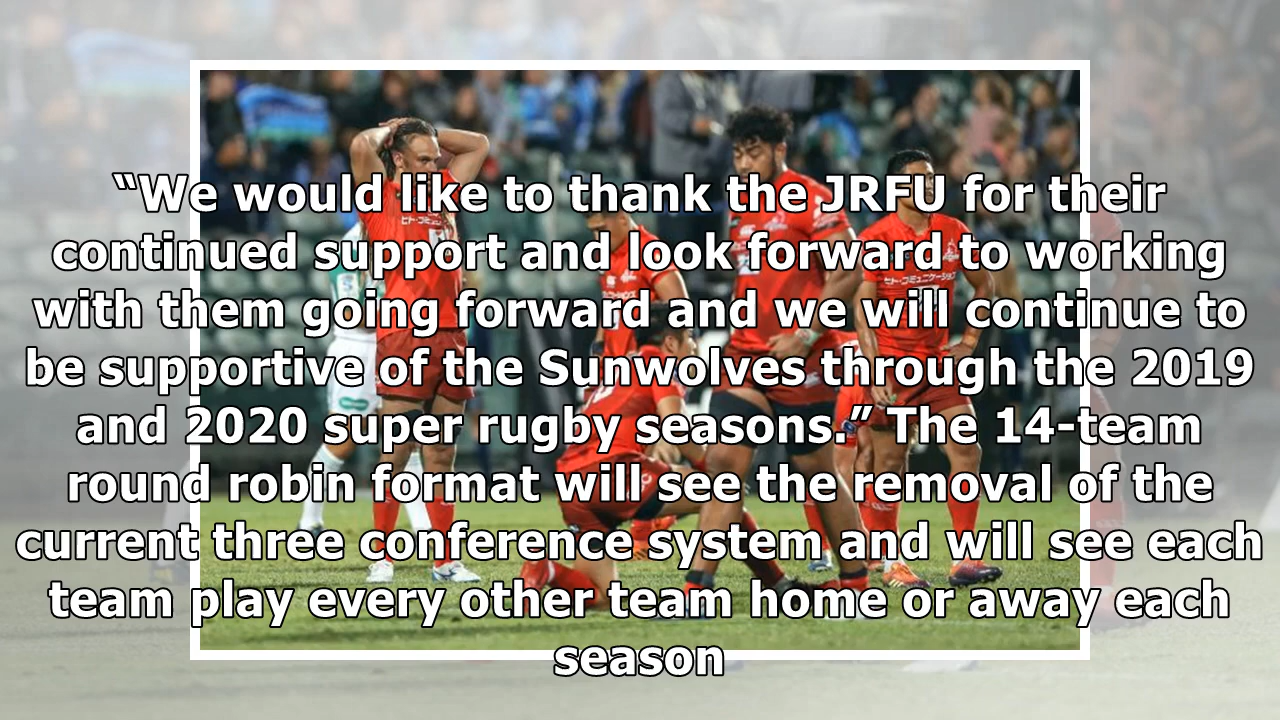 “We would like to thank the JRFU for their
continued support and look forward to working
with them going forward and we will continue to
be supportive of the Sunwolves through the 2019
and 2020 super rugby seasons.” The 14-team
round robin format will see the removal of the
current three conference system and will see each
team play every other team home or away each
season